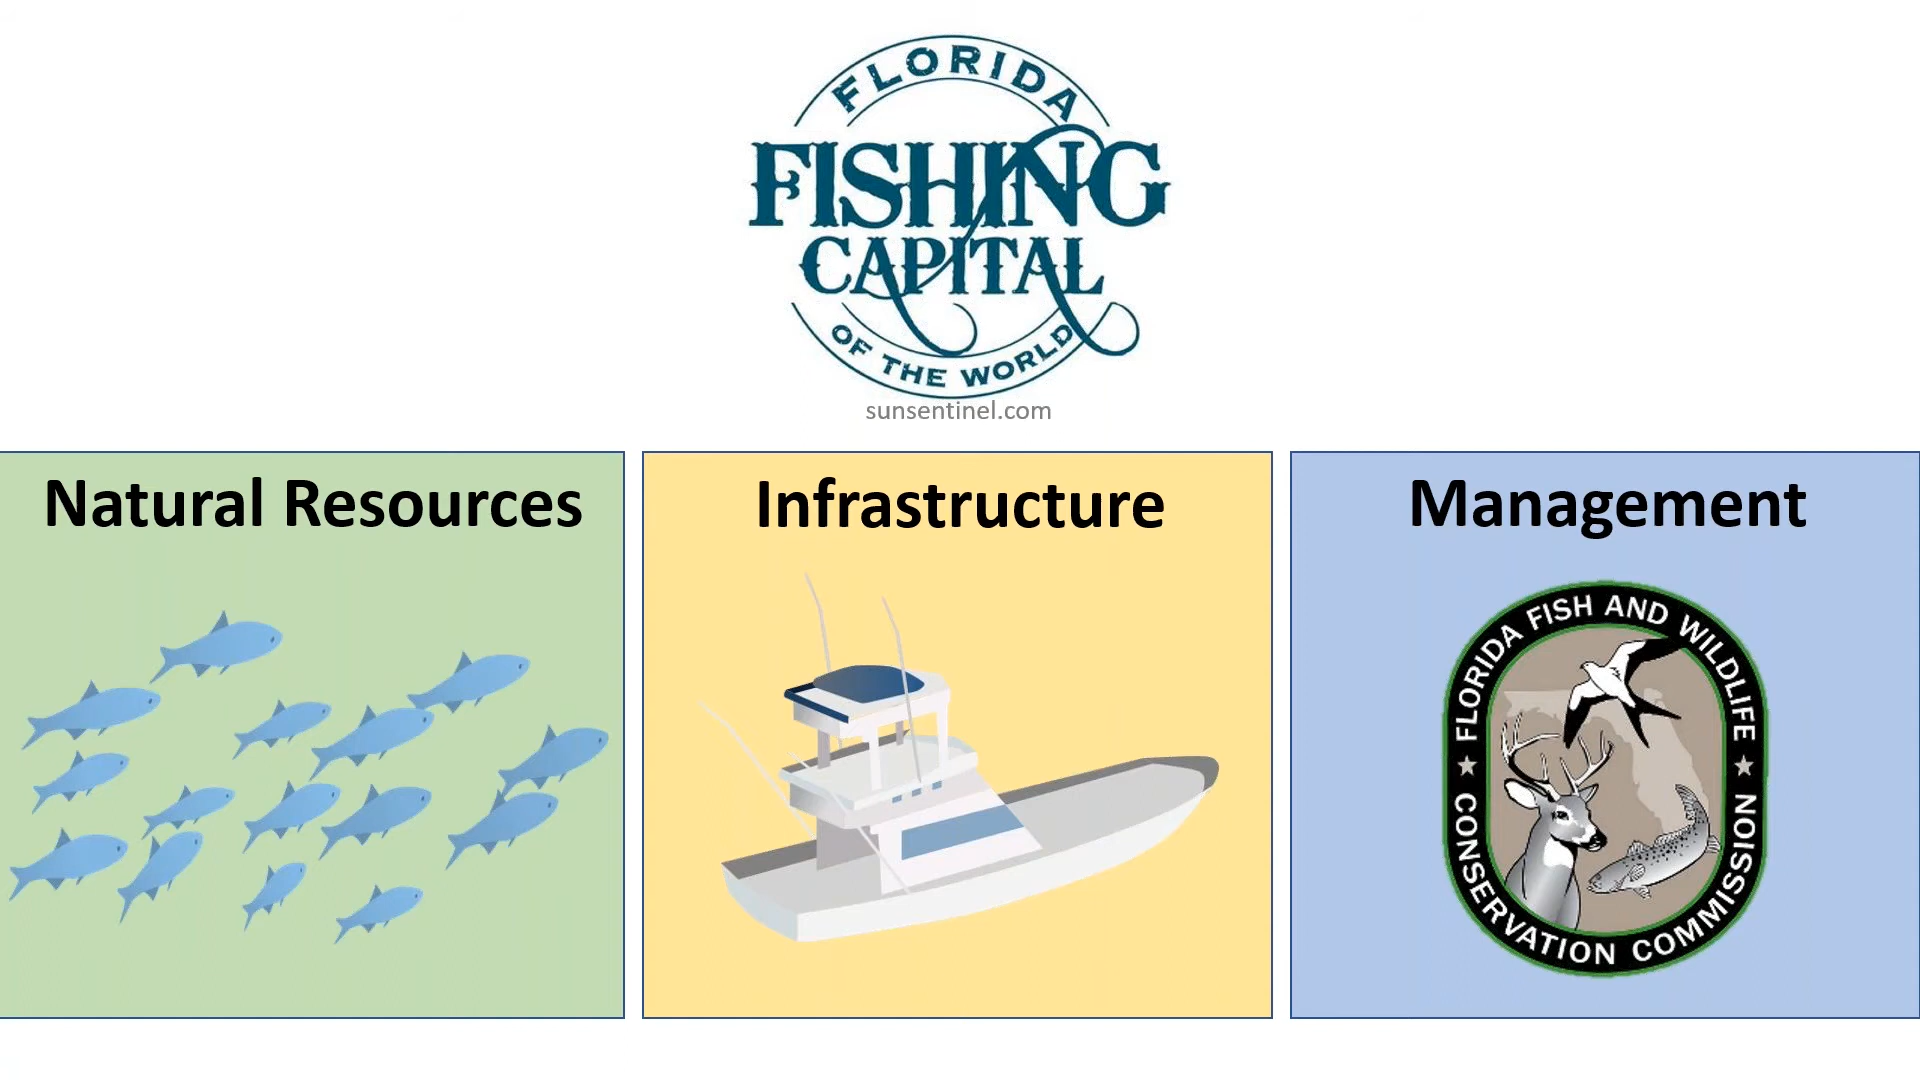 FLORIDA
FISHING
CAPITAL
OF THE WORLD
sunsentinel.com
Natural Resources
Infrastructure
Management
FLORIDA FISH AND WILDLIFE
CONSERVATION COMMISSION